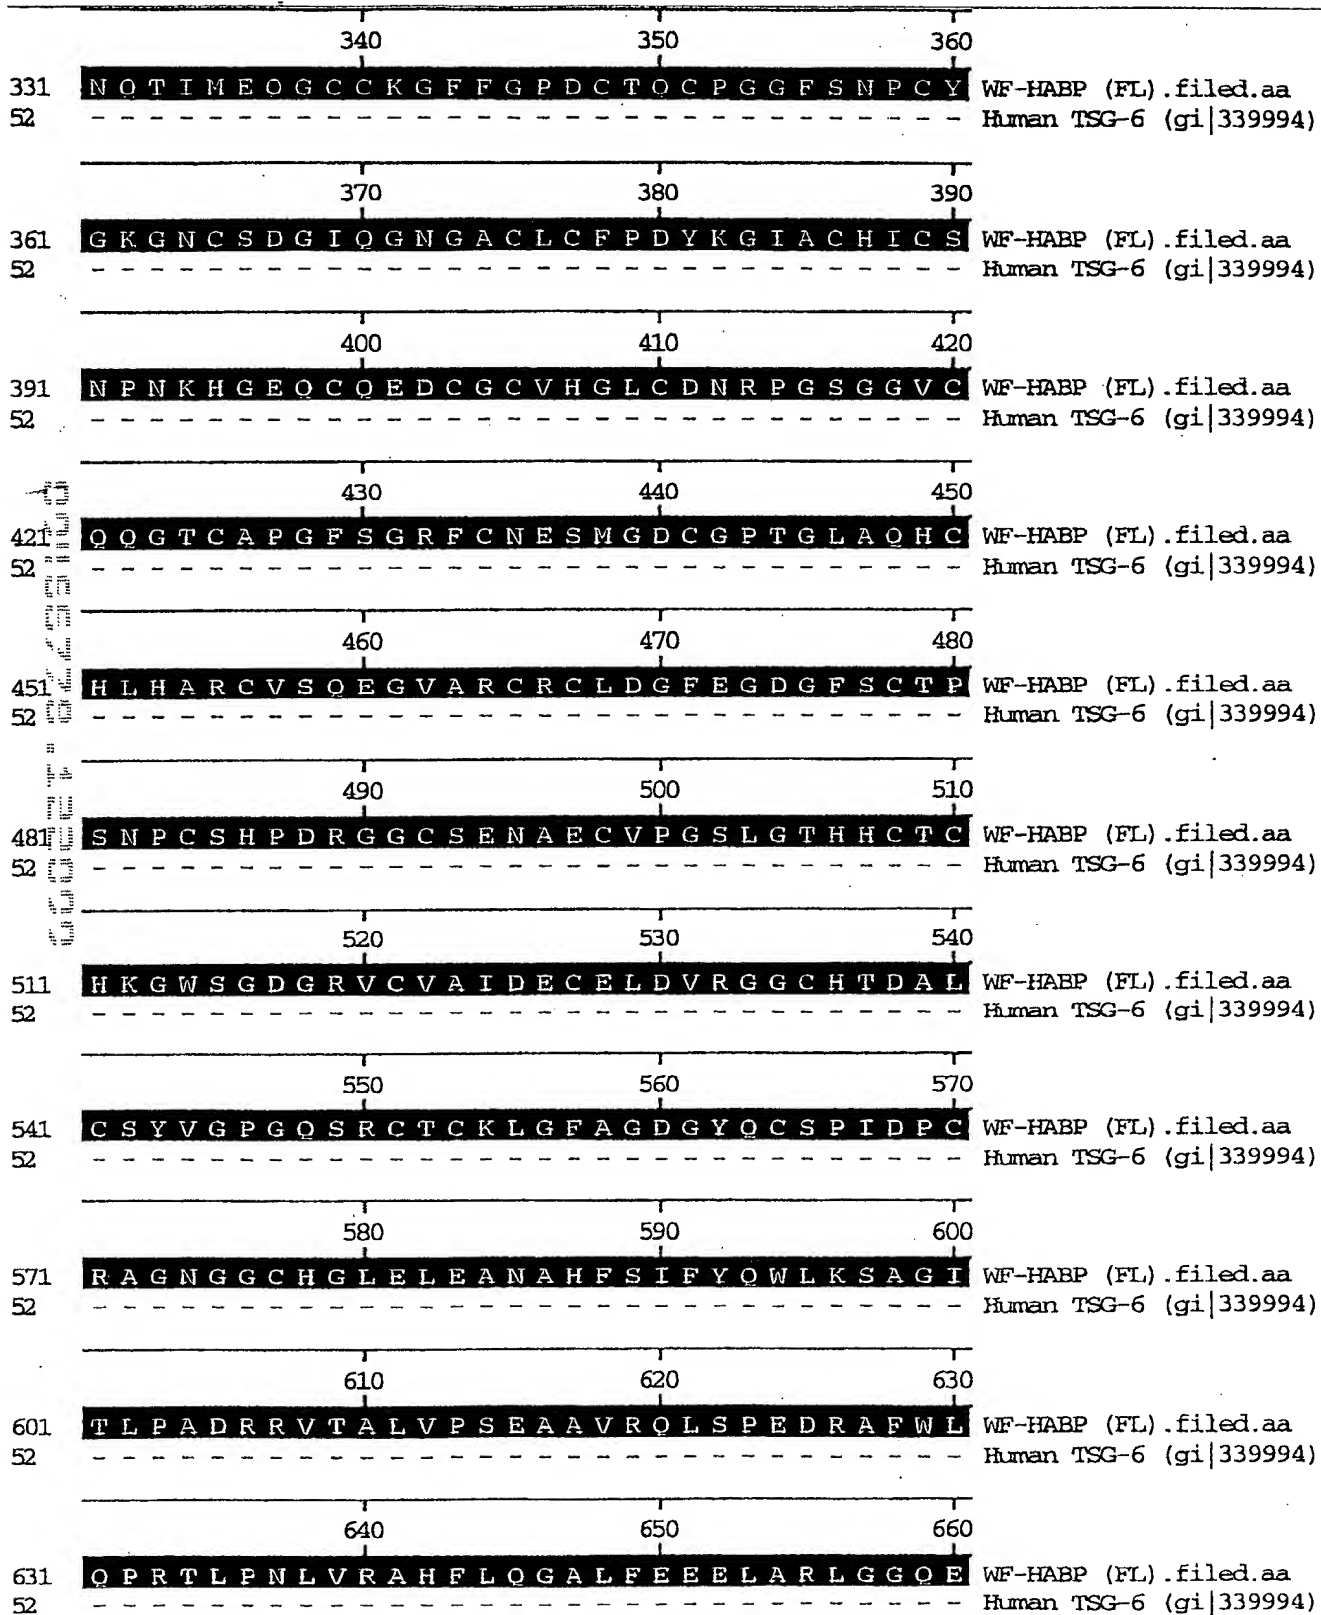 340 350 360
331 N Q T I M E Q G C C K G F F G P D C T Q C P G G F S N P C Y WF-HABP (FL).filed.aa
52 - - - - - - - - - - - - - - - - - - - - - - - - - - - - - - Human TSG-6 (gi|339994)
370 380 390
361 G K G N C S D G I Q G N G A C L C F P D Y K G I A C H I C S WF-HABP (FL).filed.aa
52 - - - - - - - - - - - - - - - - - - - - - - - - - - - - - - Human TSG-6 (gi|339994)
400 410 420
391 N P N K H G E Q C Q E D C G C V H G L C D N R P G S G G V C WF-HABP (FL).filed.aa
52 - - - - - - - - - - - - - - - - - - - - - - - - - - - - - - Human TSG-6 (gi|339994)
430 440 450
421 Q Q G T C A P G F S G R F C N E S M G D C G P T G L A Q H C WF-HABP (FL).filed.aa
52 - - - - - - - - - - - - - - - - - - - - - - - - - - - - - - Human TSG-6 (gi|339994)
460 470 480
451 H L H A R C V S Q E G V A R C R C L D G F E G D G F S C T P WF-HABP (FL).filed.aa
52 - - - - - - - - - - - - - - - - - - - - - - - - - - - - - - Human TSG-6 (gi|339994)
490 500 510
481 S N P C S H P D R G G C S E N A E C V P G S L G T H H C T C WF-HABP (FL).filed.aa
52 - - - - - - - - - - - - - - - - - - - - - - - - - - - - - - Human TSG-6 (gi|339994)
520 530 540
511 H K G W S G D G R V C V A I D E C E L D V R G G C H T D A L WF-HABP (FL).filed.aa
52 - - - - - - - - - - - - - - - - - - - - - - - - - - - - - - Human TSG-6 (gi|339994)
550 560 570
541 C S Y V G P G Q S R C T C K L G F A G D G Y Q C S P I D P C WF-HABP (FL).filed.aa
52 - - - - - - - - - - - - - - - - - - - - - - - - - - - - - - Human TSG-6 (gi|339994)
580 590 600
571 R A G N G G C H G L E L E A N A H F S I F Y Q W L K S A G I WF-HABP (FL).filed.aa
52 - - - - - - - - - - - - - - - - - - - - - - - - - - - - - - Human TSG-6 (gi|339994)
610 620 630
601 T L P A D R R V T A L V P S E A A V R Q L S P E D R A F W L WF-HABP (FL).filed.aa
52 - - - - - - - - - - - - - - - - - - - - - - - - - - - - - - Human TSG-6 (gi|339994)
640 650 660
631 Q P R T L P N L V R A H F L Q G A L F E E E L A R L G G Q E WF-HABP (FL).filed.aa
52 - - - - - - - - - - - - - - - - - - - - - - - - - - - - - - Human TSG-6 (gi|339994)